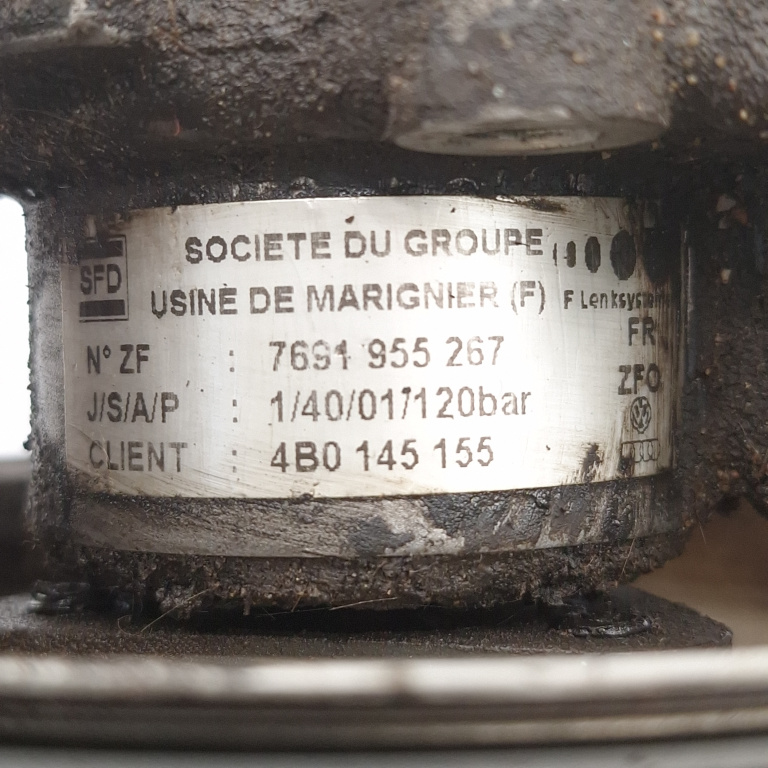 SFD
SOCIETE DU GROUPE
USINE DE MARIGNIER (F) F Lenksysteme
FR
N° ZF : 7691 955 267
ZFO
J/S/A/P : 1/40/01/120bar
CLIENT : 4B0 145 155